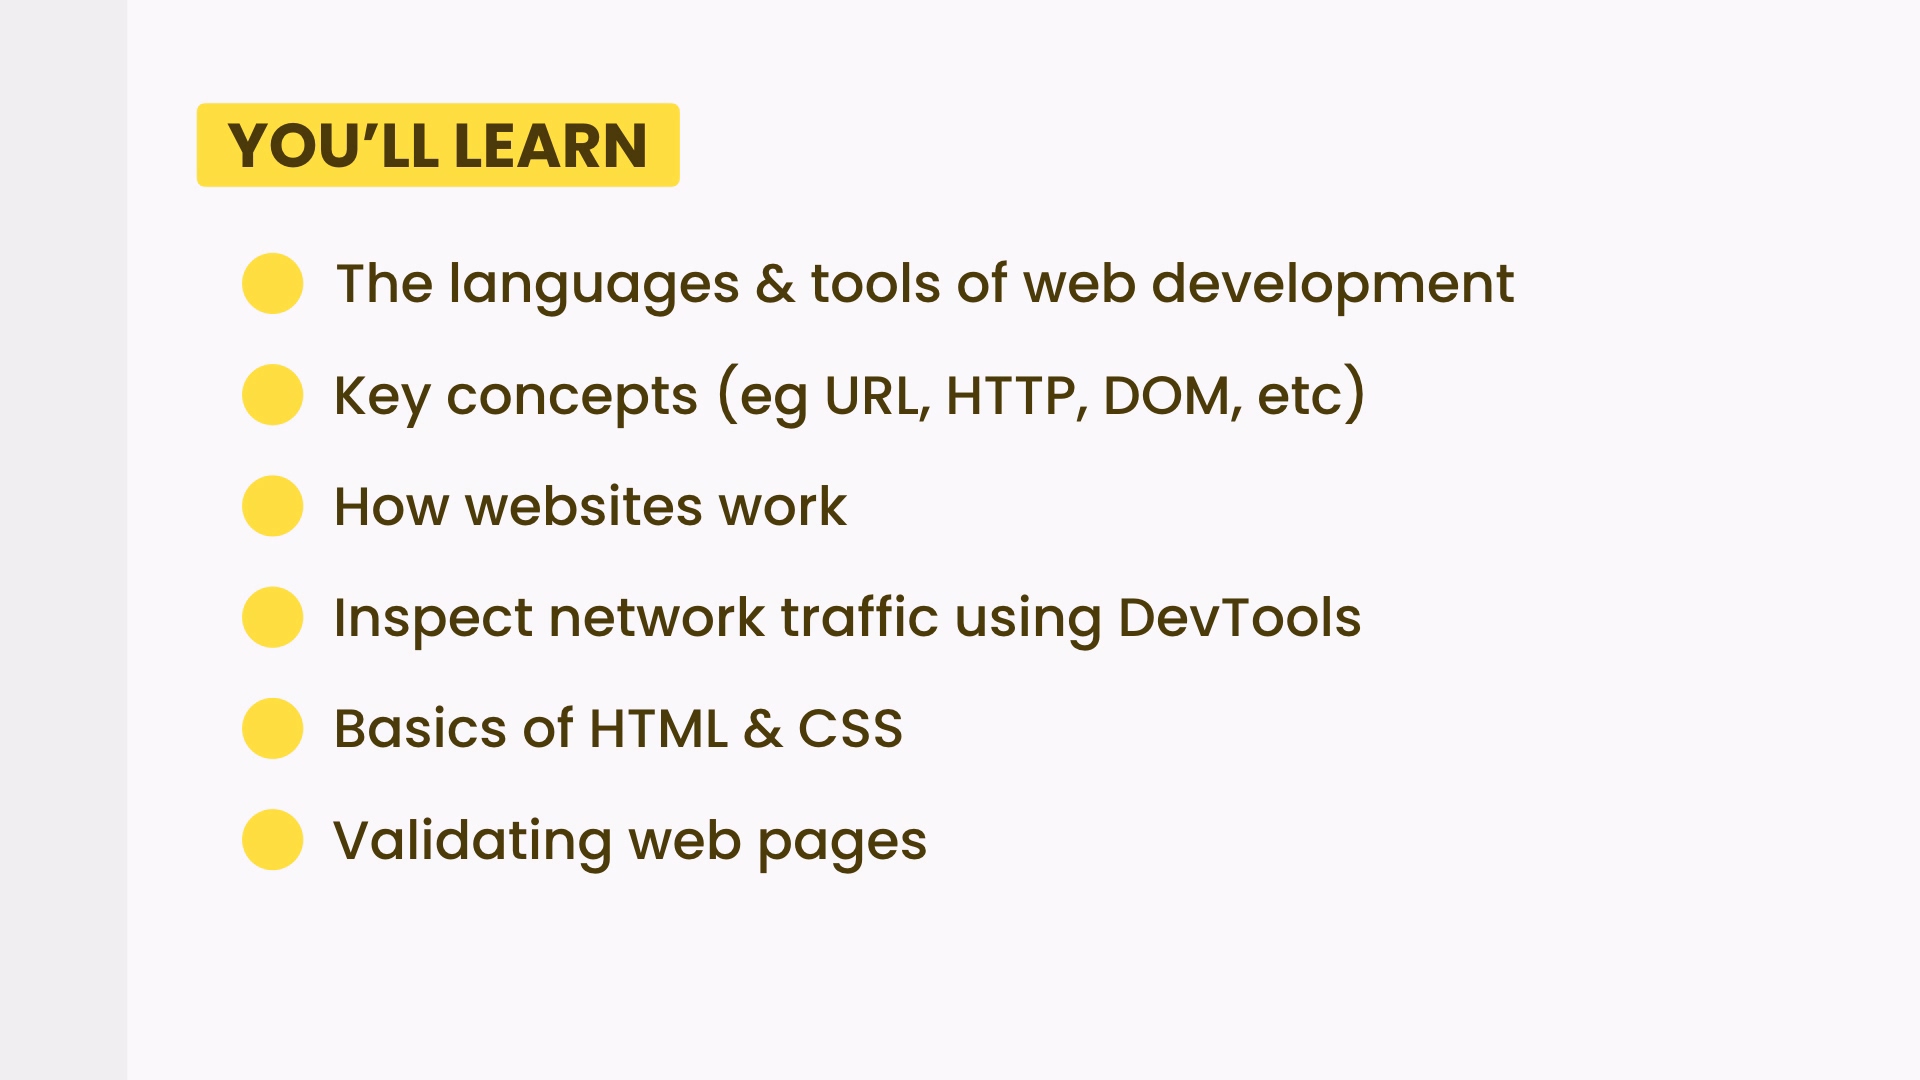 YOU’LL LEARN
The languages & tools of web development
Key concepts (eg URL, HTTP, DOM, etc)
How websites work
Inspect network traffic using DevTools
Basics of HTML & CSS
Validating web pages